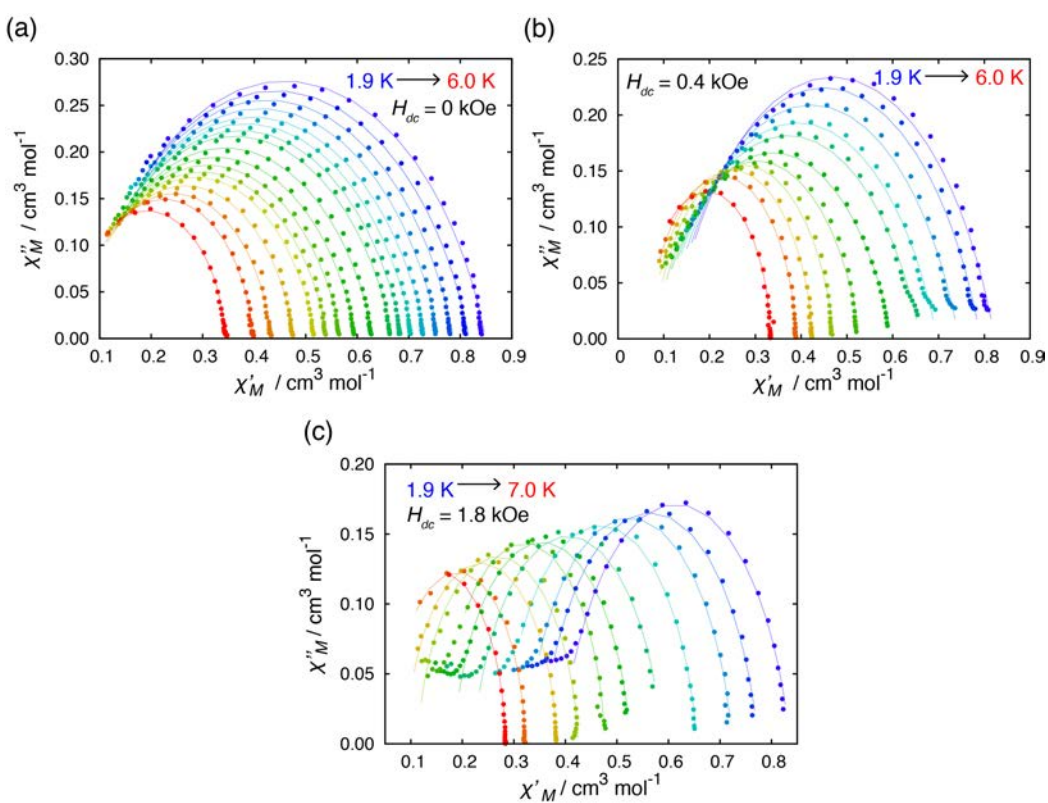 (a)
0.30
0.25
0.20
0.15
0.10
0.05
0.00
χ''M / cm³ mol⁻¹
1.9 K → 6.0 K
Hdc = 0 kOe
0.1 0.2 0.3 0.4 0.5 0.6 0.7 0.8 0.9
χ'M / cm³ mol⁻¹
(b)
0.25
0.20
0.15
0.10
0.05
0.00
χ''M / cm³ mol⁻¹
Hdc = 0.4 kOe
1.9 K → 6.0 K
0 0.1 0.2 0.3 0.4 0.5 0.6 0.7 0.8 0.9
χ'M / cm³ mol⁻¹
(c)
0.20
0.15
0.10
0.05
0.00
χ''M / cm³ mol⁻¹
1.9 K → 7.0 K
Hdc = 1.8 kOe
0.1 0.2 0.3 0.4 0.5 0.6 0.7 0.8
χ'M / cm³ mol⁻¹